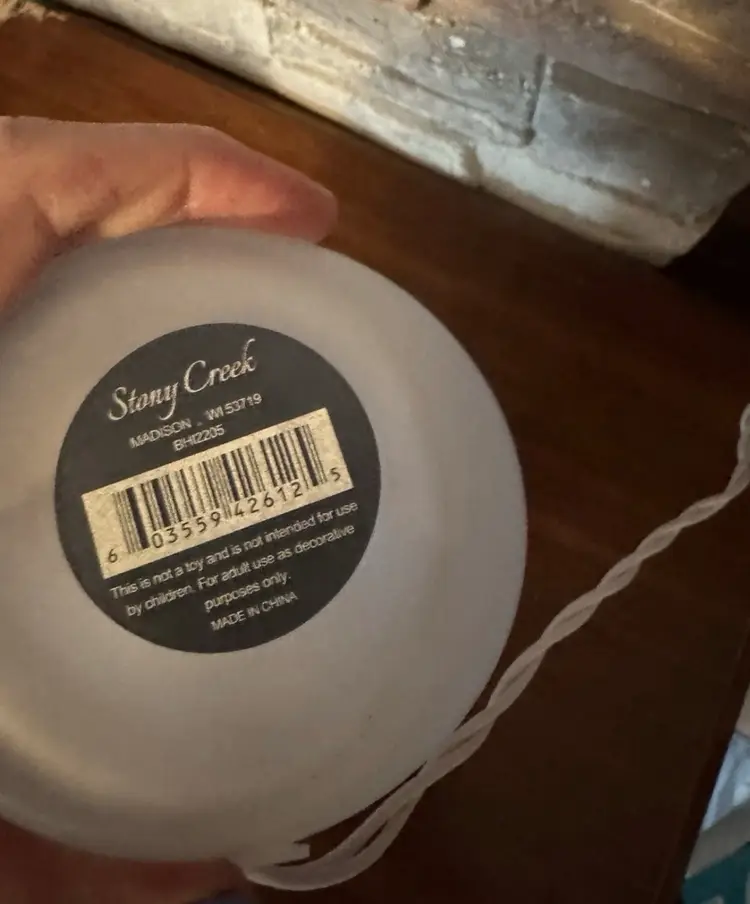 Stony Creek
MADISON . WI 53719
BHI2205
6 03559 42612 5
This is not a toy and is not intended for use
by children. For adult use as decorative
purposes only.
MADE IN CHINA